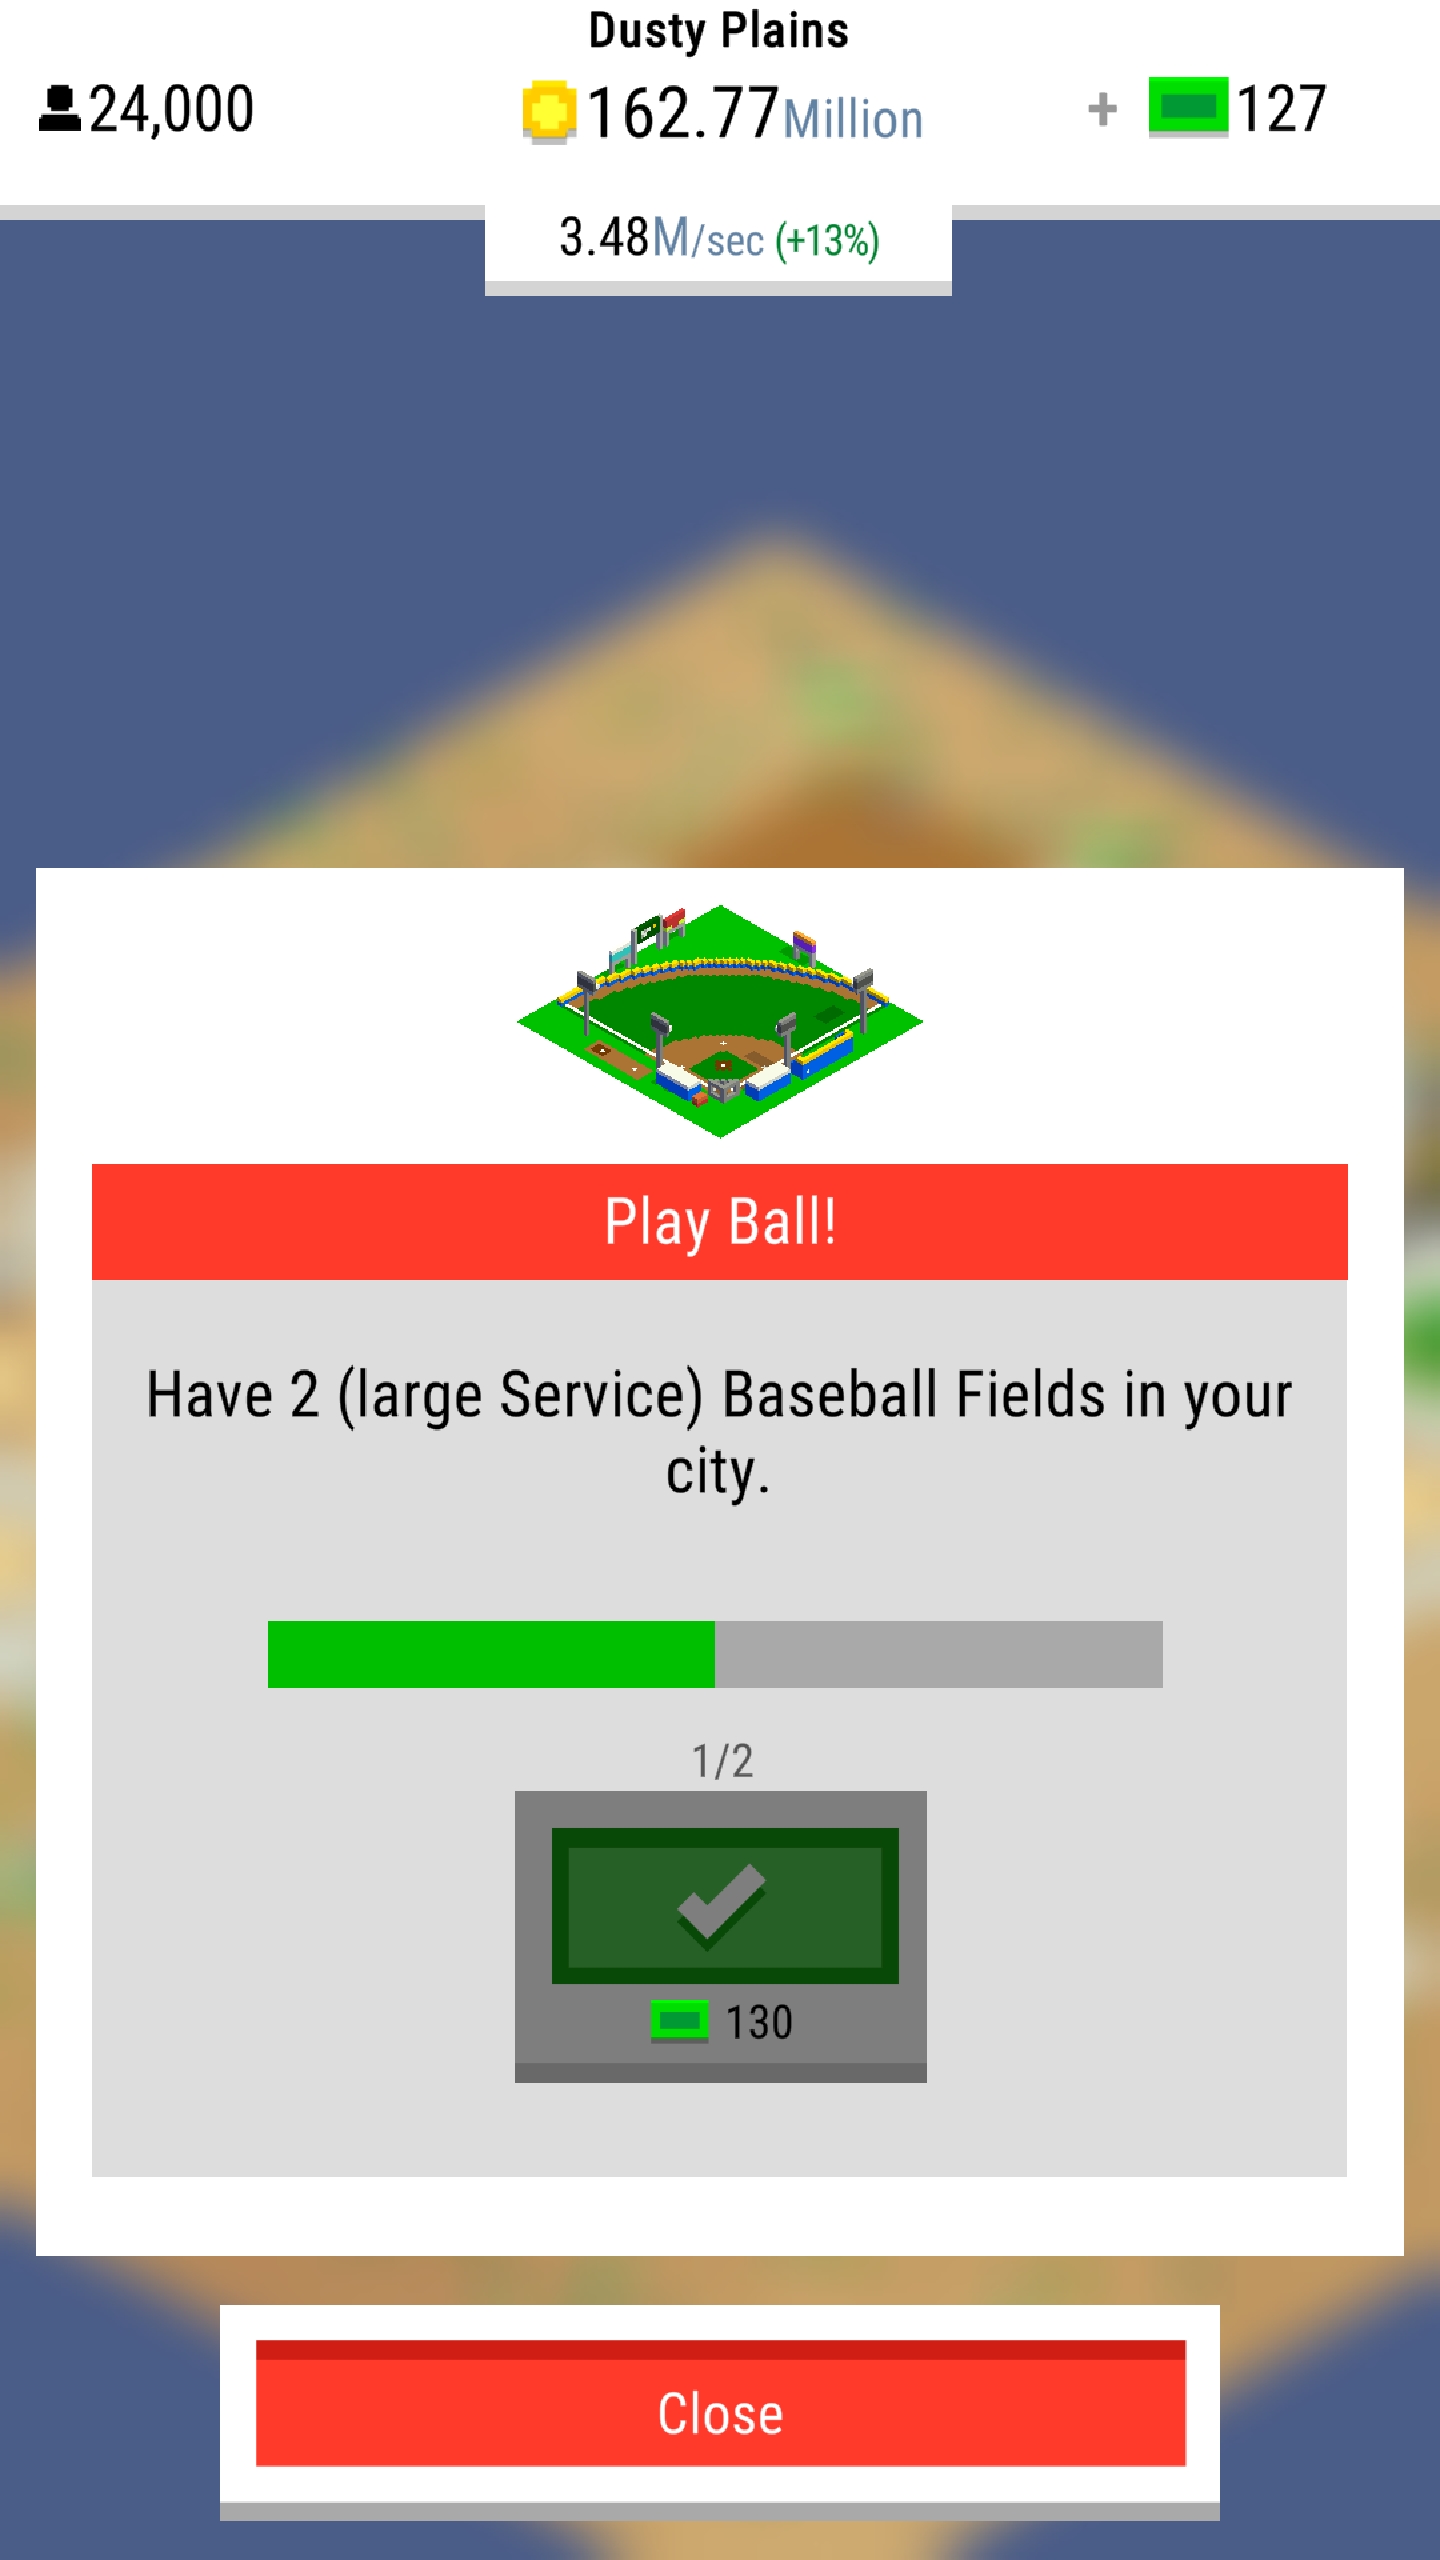 Dusty Plains
24,000
162.77Million
+ 127
3.48M/sec (+13%)
Play Ball!
Have 2 (large Service) Baseball Fields in your
city.
1/2
130
Close